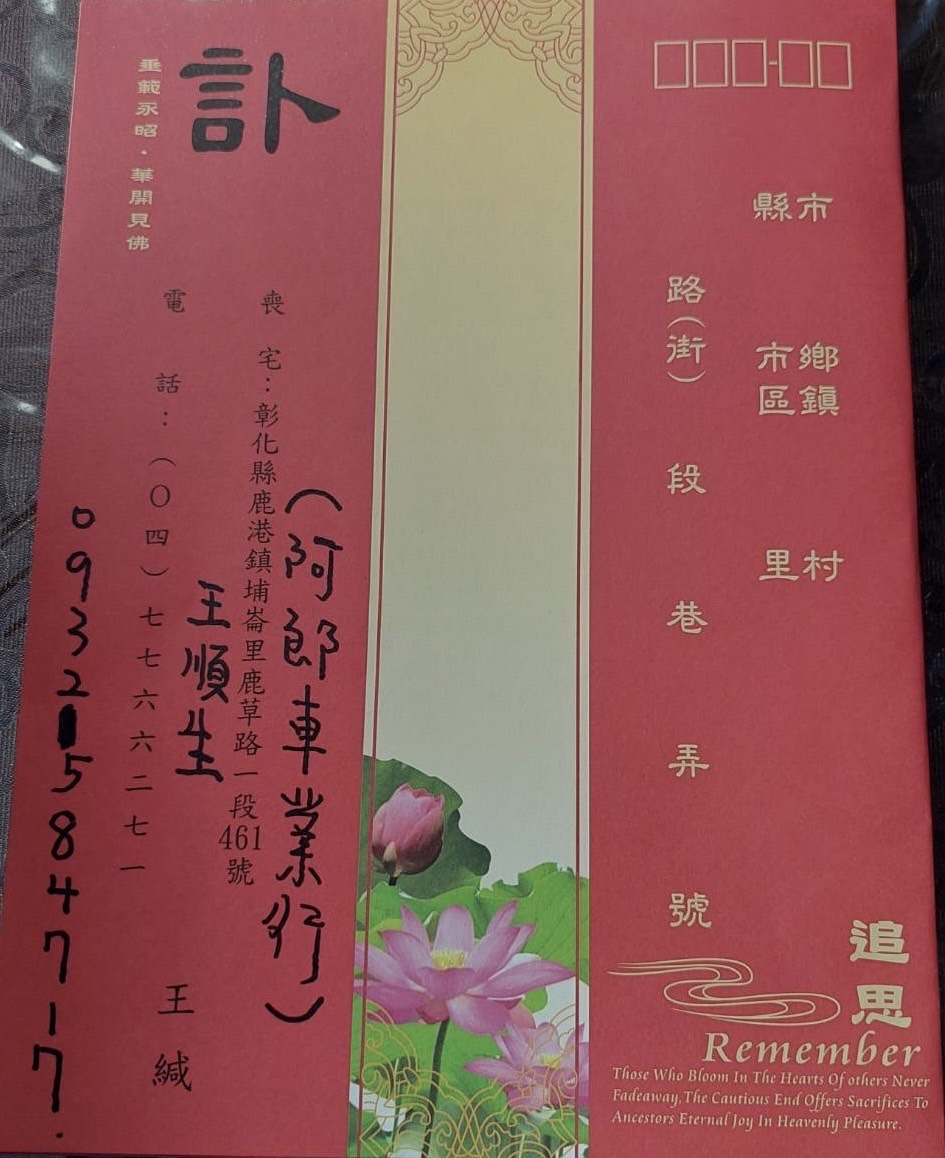 縣市
鄉鎮
市區
里村
路（街）　段　巷　弄　號
追思
Remember
Those Who Bloom In The Hearts Of others Never
Fadeaway,The Cautious End Offers Sacrifices To
Ancestors Eternal Joy In Heavenly Pleasure.
訃
垂範永昭・華開見佛
（阿郎車業行）
喪宅：彰化縣鹿港鎮埔崙里鹿草路一段461號
王順生
電話：（〇四）七七六六二七一
王緘
0932584717.